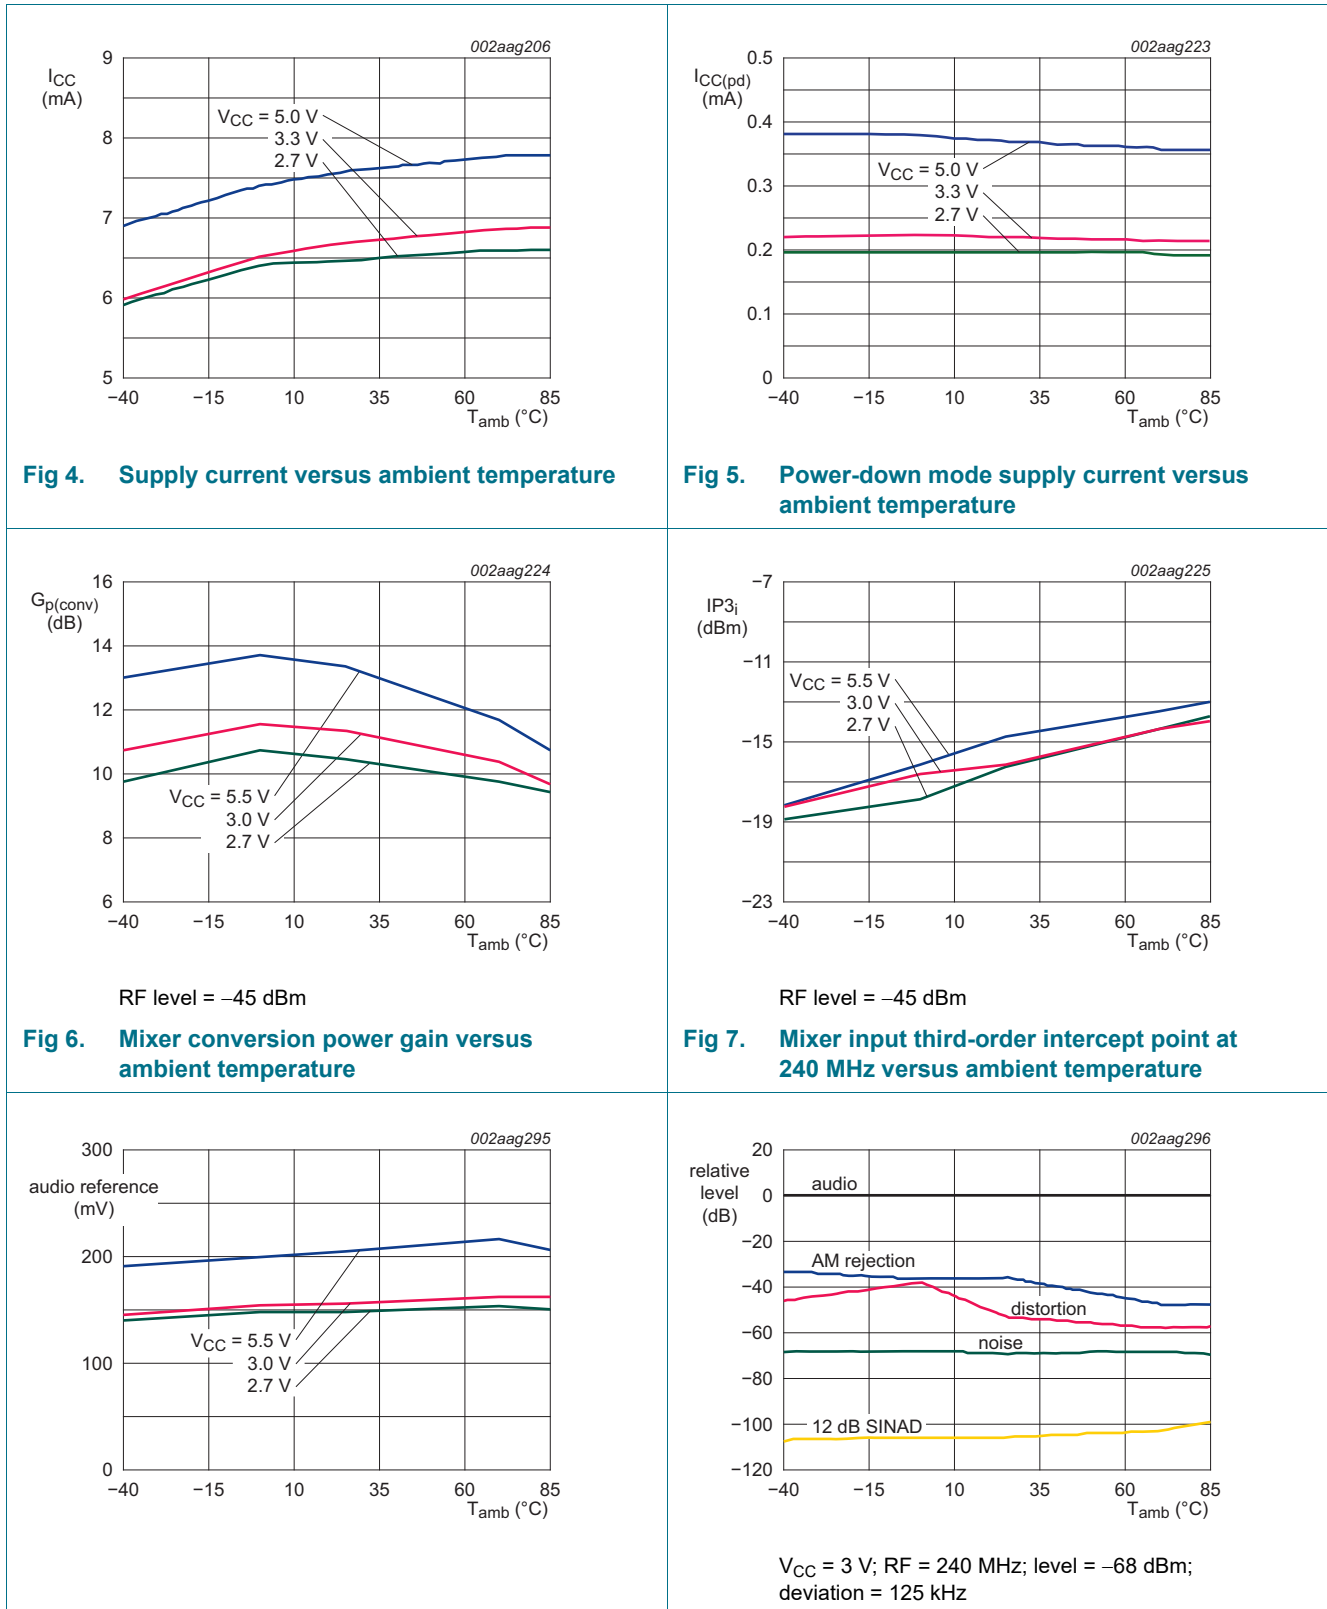 002aag206
9
ICC
(mA)
8
7
6
5
VCC = 5.0 V
3.3 V
2.7 V
−40 −15 10 35 60 85
Tamb (°C)
Fig 4. Supply current versus ambient temperature
002aag223
0.5
ICC(pd)
(mA)
0.4
0.3
0.2
0.1
0
VCC = 5.0 V
3.3 V
2.7 V
−40 −15 10 35 60 85
Tamb (°C)
Fig 5. Power-down mode supply current versus
ambient temperature
002aag224
16
Gp(conv)
(dB)
14
12
10
8
6
VCC = 5.5 V
3.0 V
2.7 V
−40 −15 10 35 60 85
Tamb (°C)
RF level = −45 dBm
Fig 6. Mixer conversion power gain versus
ambient temperature
002aag225
−7
IP3i
(dBm)
−11
−15
−19
−23
VCC = 5.5 V
3.0 V
2.7 V
−40 −15 10 35 60 85
Tamb (°C)
RF level = −45 dBm
Fig 7. Mixer input third-order intercept point at
240 MHz versus ambient temperature
002aag295
300
audio reference
(mV)
200
100
0
VCC = 5.5 V
3.0 V
2.7 V
−40 −15 10 35 60 85
Tamb (°C)
002aag296
20
relative
level
(dB)
0
−20
−40
−60
−80
−100
−120
audio
AM rejection
distortion
noise
12 dB SINAD
−40 −15 10 35 60 85
Tamb (°C)
VCC = 3 V; RF = 240 MHz; level = −68 dBm;
deviation = 125 kHz